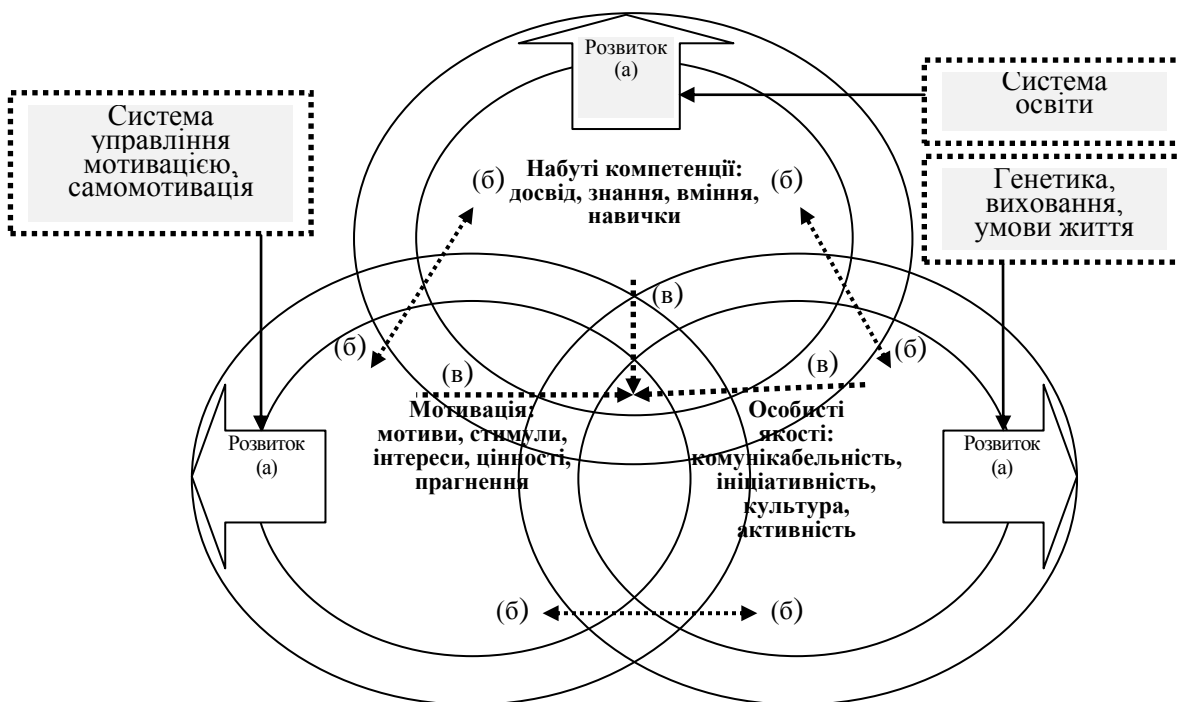 Розвиток
(а)
Система
освіти
Система
управління
мотивацією,
самомотивація
Набуті компетенції:
досвід, знання, вміння,
навички
(б)
(б)
Генетика,
виховання,
умови життя
(в)
(б)
(б)
(в)
(в)
Мотивація:
мотиви, стимули,
інтереси, цінності,
прагнення
Особисті
якості:
комунікабельність,
ініціативність,
культура,
активність
Розвиток
(а)
Розвиток
(а)
(б)
(б)